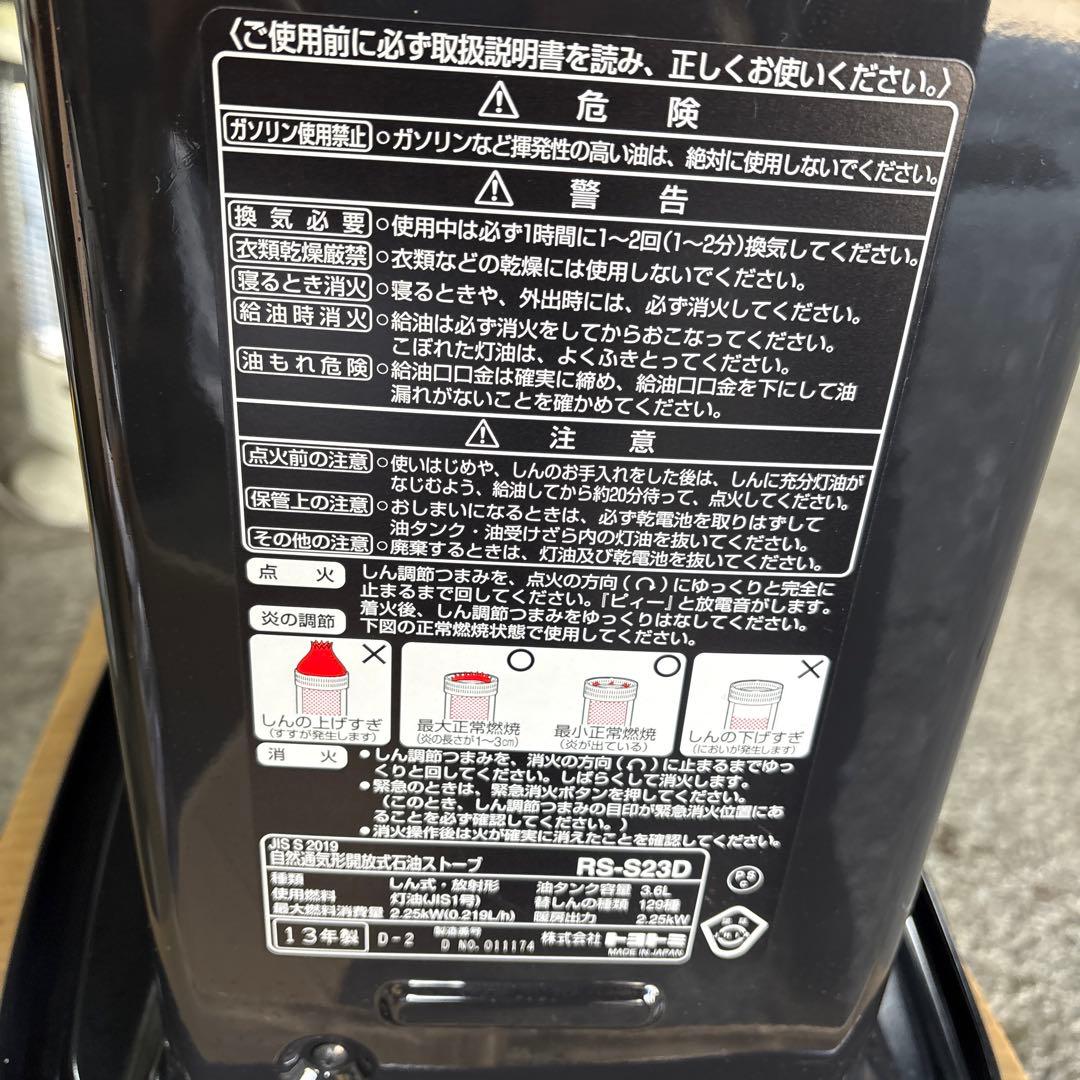 〈ご使用前に必ず取扱説明書を読み、正しくお使いください。〉
危険
ガソリン使用禁止 ○ガソリンなど揮発性の高い油は、絶対に使用しないでください。
警告
換気必要 ○使用中は必ず1時間に1〜2回(1〜2分)換気してください。
衣類乾燥厳禁 ○衣類などの乾燥には使用しないでください。
寝るとき消火 ○寝るときや、外出時には、必ず消火してください。
給油時消火 ○給油は必ず消火をしてからおこなってください。
こぼれた灯油は、よくふきとってください。
油もれ危険 ○給油口口金は確実に締め、給油口口金を下にして油
漏れがないことを確かめてください。
注意
点火前の注意 ○使いはじめや、しんのお手入れをした後は、しんに充分灯油が
なじむよう、給油してから約20分待って、点火してください。
保管上の注意 ○おしまいになるときは、必ず乾電池を取りはずして
油タンク・油受けざら内の灯油を抜いてください。
その他の注意 ○廃棄するときは、灯油及び乾電池を抜いてください。
点火 しん調節つまみを、点火の方向()にゆっくりと完全に
止まるまで回してください。『ピィー』と放電音がします。
着火後、しん調節つまみをゆっくりはなしてください。
炎の調節 下図の正常燃焼状態で使用してください。
しんの上げすぎ
(すすが発生します)
最大正常燃焼
(炎の長さが1〜3cm)
最小正常燃焼
(炎が出ている)
しんの下げすぎ
(においが発生します)
消火 •しん調節つまみを、消火の方向()に止まるまでゆっ
くりと回してください。しばらくして消火します。
•緊急のときは、緊急消火ボタンを押してください。
(このとき、しん調節つまみの目印が緊急消火位置にあ
ることを必ず確認してください。)
•消火操作後は火が確実に消えたことを確認してください。
JIS S 2019
自然通気形開放式石油ストーブ RS-S23D
種類 しん式・放射形 油タンク容量 3.6L
使用燃料 灯油(JIS1号) 替しんの種類 129種
最大燃料消費量 2.25kW(0.219L/h) 暖房出力 2.25kW
13年製 D-2 製造番号 D NO.011174 株式会社 トヨトミ
MADE IN JAPAN
PSC